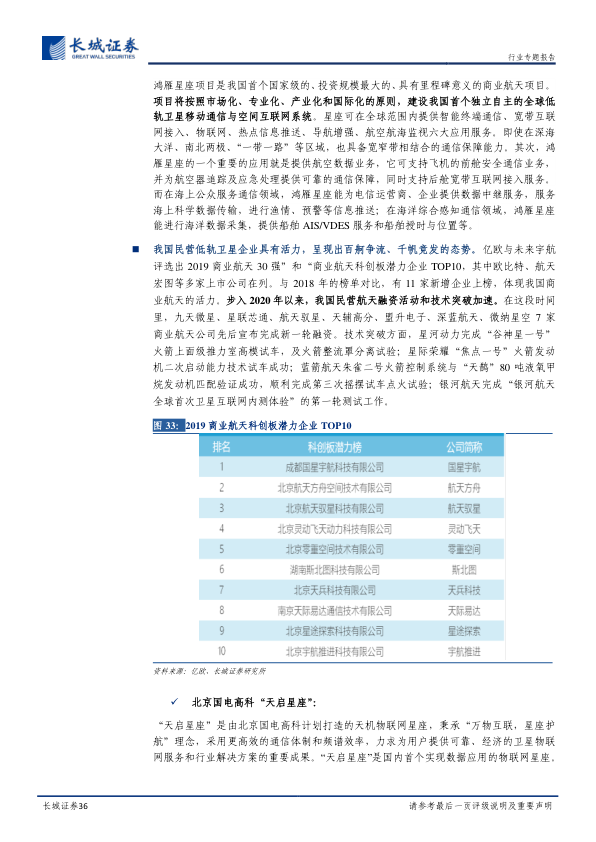 长城证券
GREAT WALL SECURITIES
行业专题报告
鸿雁星座项目是我国首个国家级的、投资规模最大的、具有里程碑意义的商业航天项目。
项目将按照市场化、专业化、产业化和国际化的原则，建设我国首个独立自主的全球低
轨卫星移动通信与空间互联网系统。星座可在全球范围内提供智能终端通信、宽带互联
网接入、物联网、热点信息推送、导航增强、航空航海监视六大应用服务。即使在深海
大洋、南北两极、“一带一路”等区域，也具备宽窄带相结合的通信保障能力。其次，鸿
雁星座的一个重要的应用就是提供航空数据业务，它可支持飞机的前舱安全通信业务，
并为航空器追踪及应急处理提供可靠的通信保障，同时支持后舱宽带互联网接入服务。
而在海上公众服务通信领域，鸿雁星座能为电信运营商、企业提供数据中继服务，服务
海上科学数据传输，进行渔情、预警等信息推送；在海洋综合感知通信领域，鸿雁星座
能进行海洋数据采集，提供船舶 AIS/VDES 服务和船舶授时与位置等。
■ 我国民营低轨卫星企业具有活力，呈现出百舸争流、千帆竞发的态势。亿欧与未来宇航
评选出 2019 商业航天 30 强”和“商业航天科创板潜力企业 TOP10，其中欧比特、航天
宏图等多家上市公司在列。与 2018 年的榜单对比，有 11 家新增企业上榜，体现我国商
业航天的活力。步入 2020 年以来，我国民营航天融资活动和技术突破加速。在这段时间
里，九天微星、星联芯通、航天驭星、天辅高分、盟升电子、深蓝航天、微纳星空 7 家
商业航天公司先后宣布完成新一轮融资。技术突破方面，星河动力完成“谷神星一号”
火箭上面级推力室高模试车，及火箭整流罩分离试验；星际荣耀“焦点一号”火箭发动
机二次启动能力技术试车成功；蓝箭航天朱雀二号火箭控制系统与“天鹊”80 吨液氧甲
烷发动机匹配验证成功、顺利完成第三次摇摆试车点火试验；银河航天完成“银河航天
全球首次卫星互联网内测体验”的第一轮测试工作。
图 33：2019 商业航天科创板潜力企业 TOP10
排名 科创板潜力榜 公司简称
1 成都国星宇航科技有限公司 国星宇航
2 北京航天方舟空间技术有限公司 航天方舟
3 北京航天驭星科技有限公司 航天驭星
4 北京灵动飞天动力科技有限公司 灵动飞天
5 北京零重空间技术有限公司 零重空间
6 湖南斯北图科技有限公司 斯北图
7 北京天兵科技有限公司 天兵科技
8 南京天际易达通信技术有限公司 天际易达
9 北京星途探索科技有限公司 星途探索
10 北京宇航推进科技有限公司 宇航推进
资料来源：亿欧、长城证券研究所
✓ 北京国电高科“天启星座”：
“天启星座”是由北京国电高科计划打造的天机物联网星座，秉承“万物互联，星座护
航”理念，采用更高效的通信体制和频谱效率，力求为用户提供可靠，经济的卫星物联
网服务和行业解决方案的重要成果。“天启星座”是国内首个实现数据应用的物联网星座。
长城证券36
请参考最后一页评级说明及重要声明